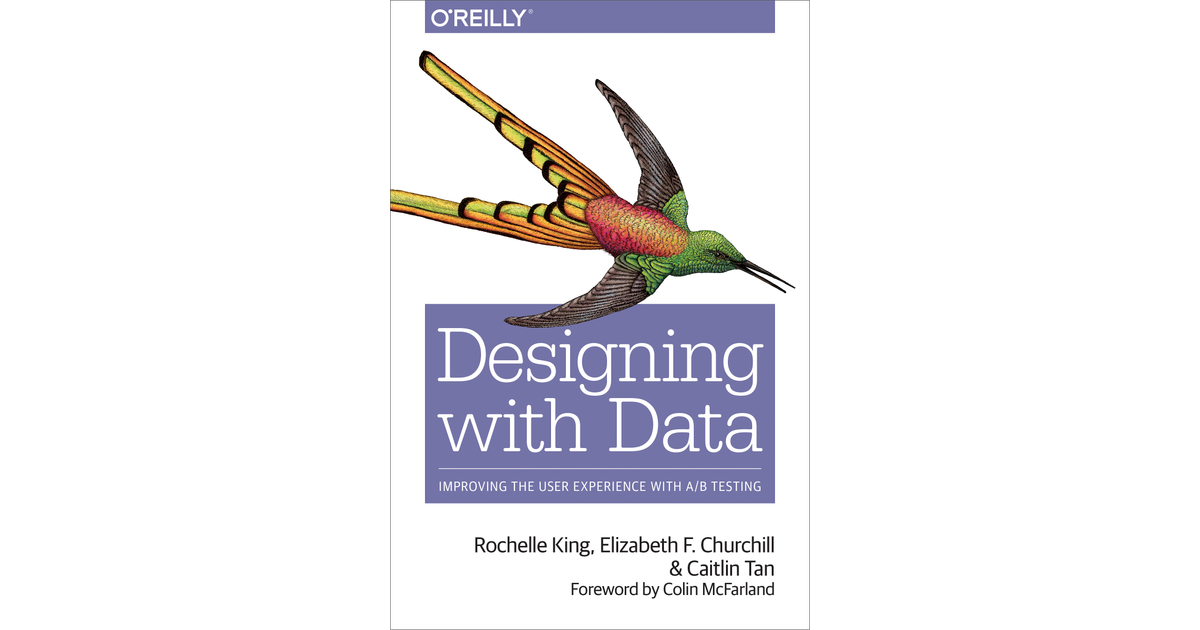 O'REILLY®
Designing
with Data
IMPROVING THE USER EXPERIENCE WITH A/B TESTING
Rochelle King, Elizabeth F. Churchill
& Caitlin Tan
Foreword by Colin McFarland